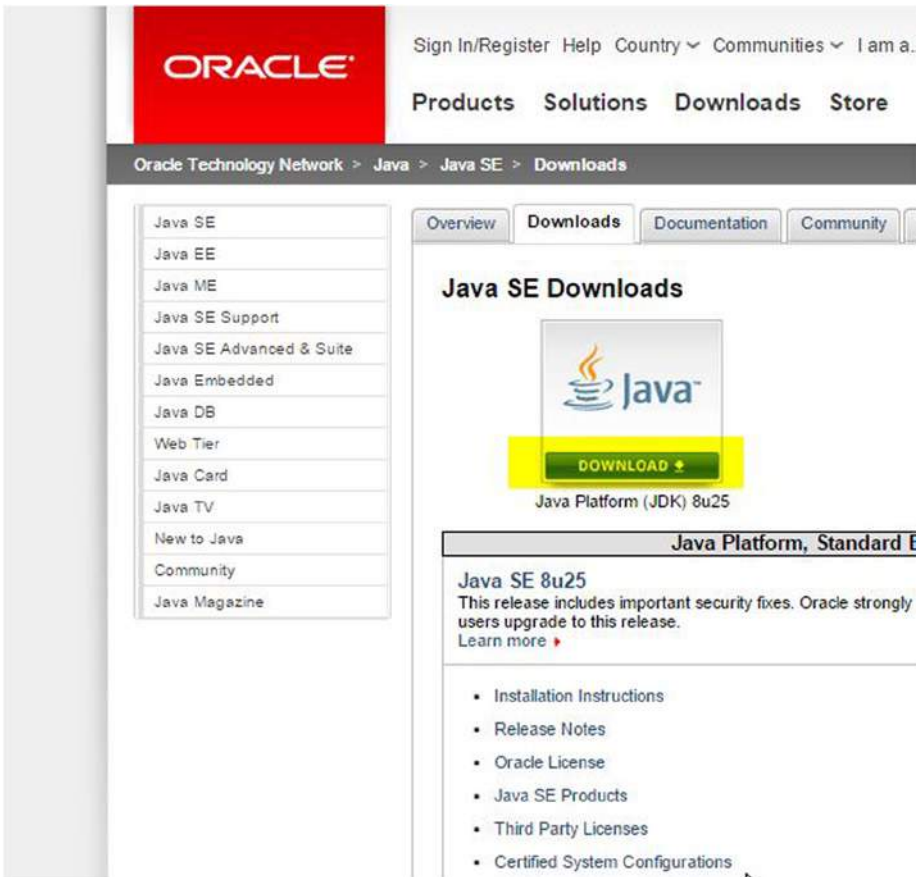 ORACLE
Sign In/Register Help Country Communities I am a.
Products Solutions Downloads Store
Oracle Technology Network > Java > Java SE > Downloads
Java SE
Java EE
Java ME
Java SE Support
Java SE Advanced & Suite
Java Embedded
Java DB
Web Tier
Java Card
Java TV
New to Java
Community
Java Magazine
Overview Downloads Documentation Community
Java SE Downloads
Java
DOWNLOAD
Java Platform (JDK) 8u25
Java Platform, Standard
Java SE 8u25
This release includes important security fixes. Oracle strongly
users upgrade to this release.
Learn more
• Installation Instructions
• Release Notes
• Oracle License
• Java SE Products
• Third Party Licenses
• Certified System Configurations